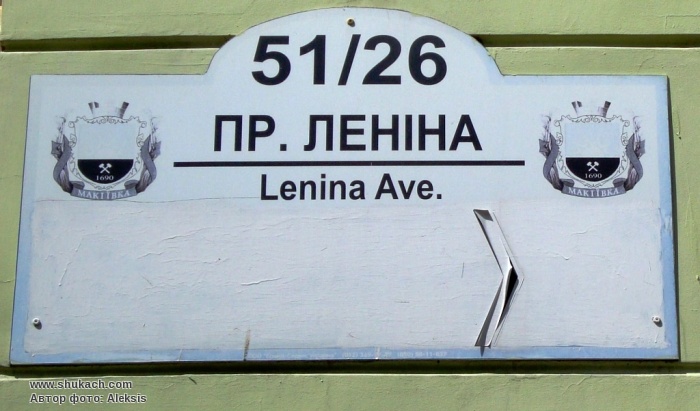 51/26
ПР. ЛЕНІНА
Lenina Ave.
1690
МАКІЇВКА
1690
МАКІЇВКА
www.shukach.com
Автор фото: Aleksis